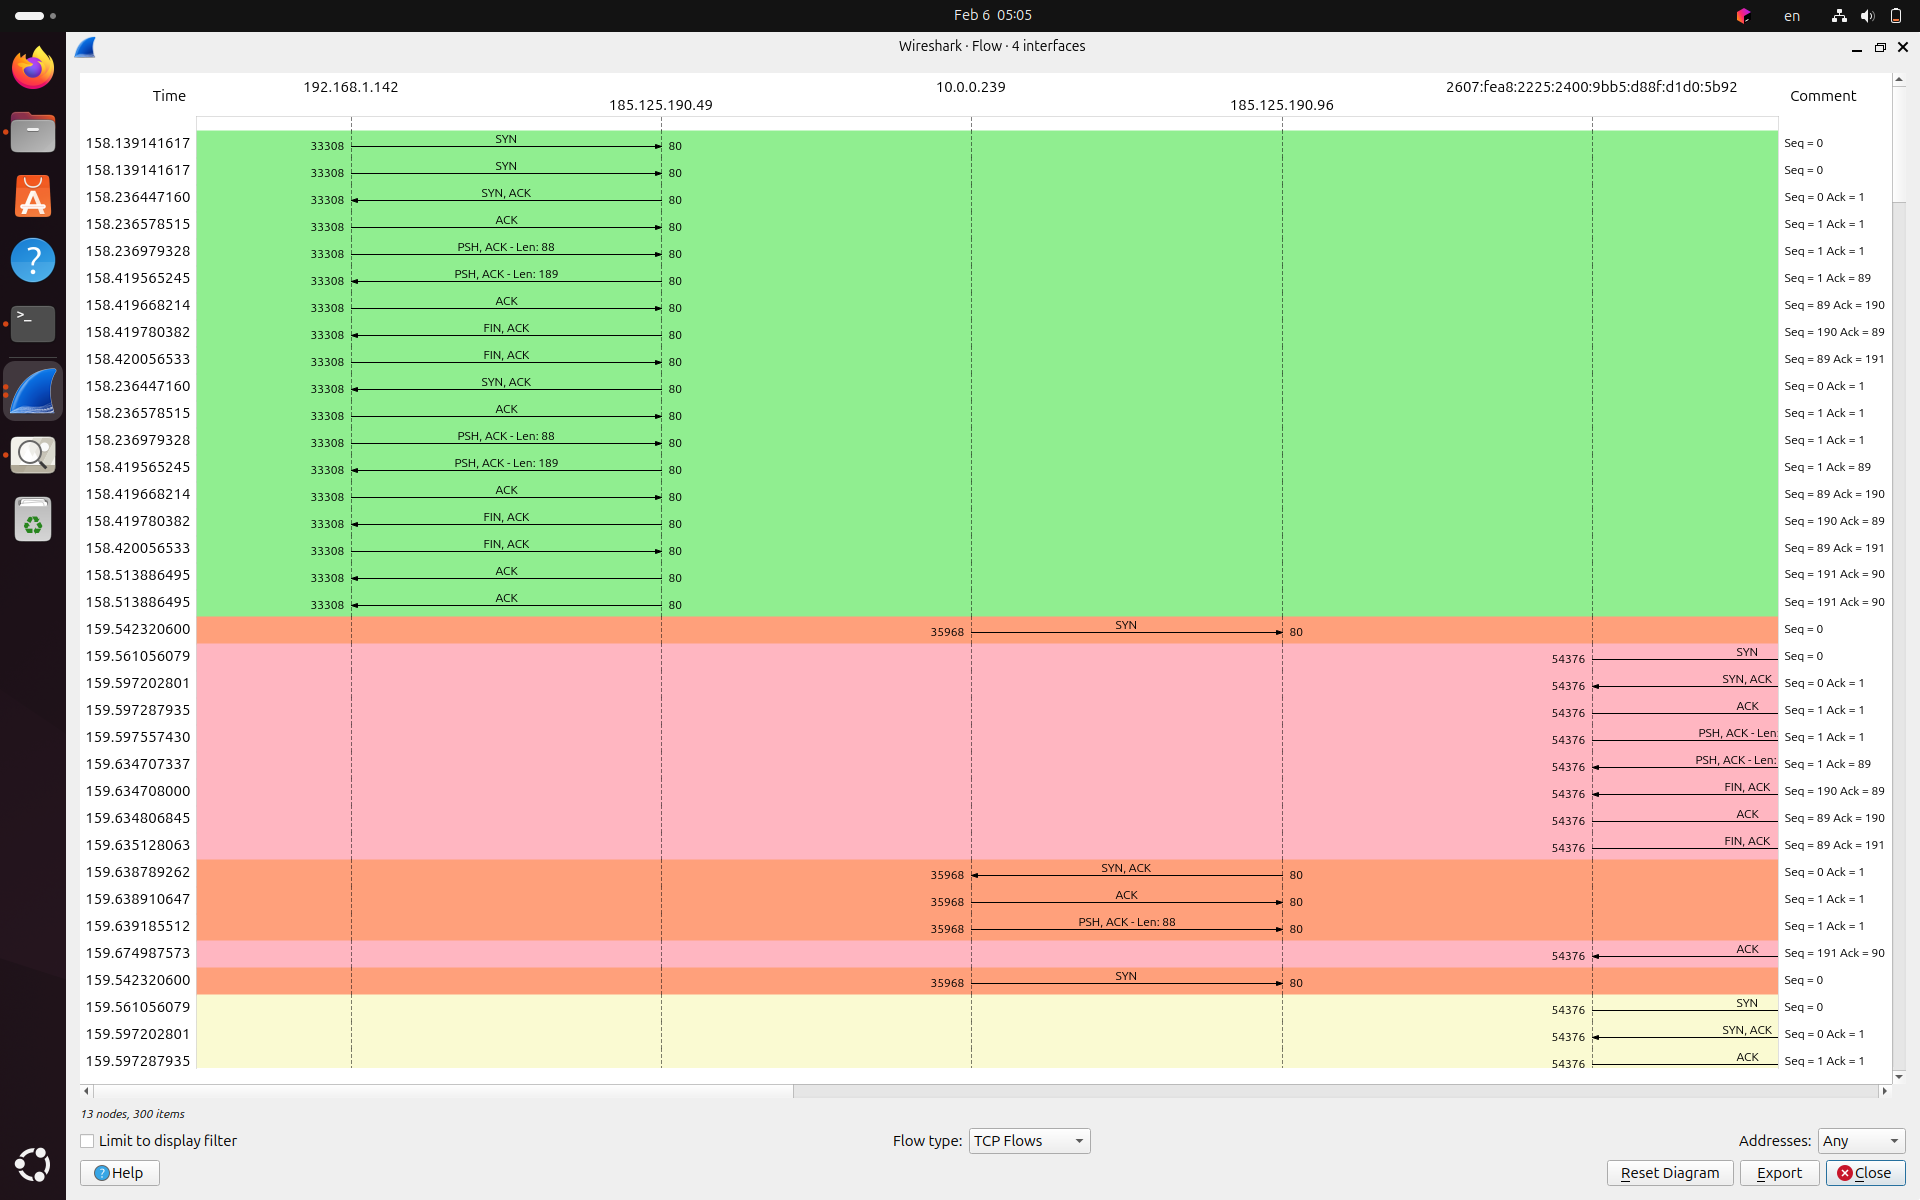 Feb 6 05:05
en
Wireshark · Flow · 4 interfaces
Time
192.168.1.142
185.125.190.49
10.0.0.239
185.125.190.96
2607:fea8:2225:2400:9bb5:d88f:d1d0:5b92
Comment
158.139141617 33308 SYN 80 Seq = 0
158.139141617 33308 SYN 80 Seq = 0
158.236447160 33308 SYN, ACK 80 Seq = 0 Ack = 1
158.236578515 33308 ACK 80 Seq = 1 Ack = 1
158.236979328 33308 PSH, ACK - Len: 88 80 Seq = 1 Ack = 1
158.419565245 33308 PSH, ACK - Len: 189 80 Seq = 1 Ack = 89
158.419668214 33308 ACK 80 Seq = 89 Ack = 190
158.419780382 33308 FIN, ACK 80 Seq = 190 Ack = 89
158.420056533 33308 FIN, ACK 80 Seq = 89 Ack = 191
158.236447160 33308 SYN, ACK 80 Seq = 0 Ack = 1
158.236578515 33308 ACK 80 Seq = 1 Ack = 1
158.236979328 33308 PSH, ACK - Len: 88 80 Seq = 1 Ack = 1
158.419565245 33308 PSH, ACK - Len: 189 80 Seq = 1 Ack = 89
158.419668214 33308 ACK 80 Seq = 89 Ack = 190
158.419780382 33308 FIN, ACK 80 Seq = 190 Ack = 89
158.420056533 33308 FIN, ACK 80 Seq = 89 Ack = 191
158.513886495 33308 ACK 80 Seq = 191 Ack = 90
158.513886495 33308 ACK 80 Seq = 191 Ack = 90
159.542320600 35968 SYN 80 Seq = 0
159.561056079 54376 SYN Seq = 0
159.597202801 54376 SYN, ACK Seq = 0 Ack = 1
159.597287935 54376 ACK Seq = 1 Ack = 1
159.597557430 54376 PSH, ACK - Len: Seq = 1 Ack = 1
159.634707337 54376 PSH, ACK - Len: Seq = 1 Ack = 89
159.634708000 54376 FIN, ACK Seq = 190 Ack = 89
159.634806845 54376 ACK Seq = 89 Ack = 190
159.635128063 54376 FIN, ACK Seq = 89 Ack = 191
159.638789262 35968 SYN, ACK 80 Seq = 0 Ack = 1
159.638910647 35968 ACK 80 Seq = 1 Ack = 1
159.639185512 35968 PSH, ACK - Len: 88 80 Seq = 1 Ack = 1
159.674987573 54376 ACK Seq = 191 Ack = 90
159.542320600 35968 SYN 80 Seq = 0
159.561056079 54376 SYN Seq = 0
159.597202801 54376 SYN, ACK Seq = 0 Ack = 1
159.597287935 54376 ACK Seq = 1 Ack = 1
13 nodes, 300 items
Limit to display filter
Flow type: TCP Flows
Addresses: Any
Help
Reset Diagram
Export
Close